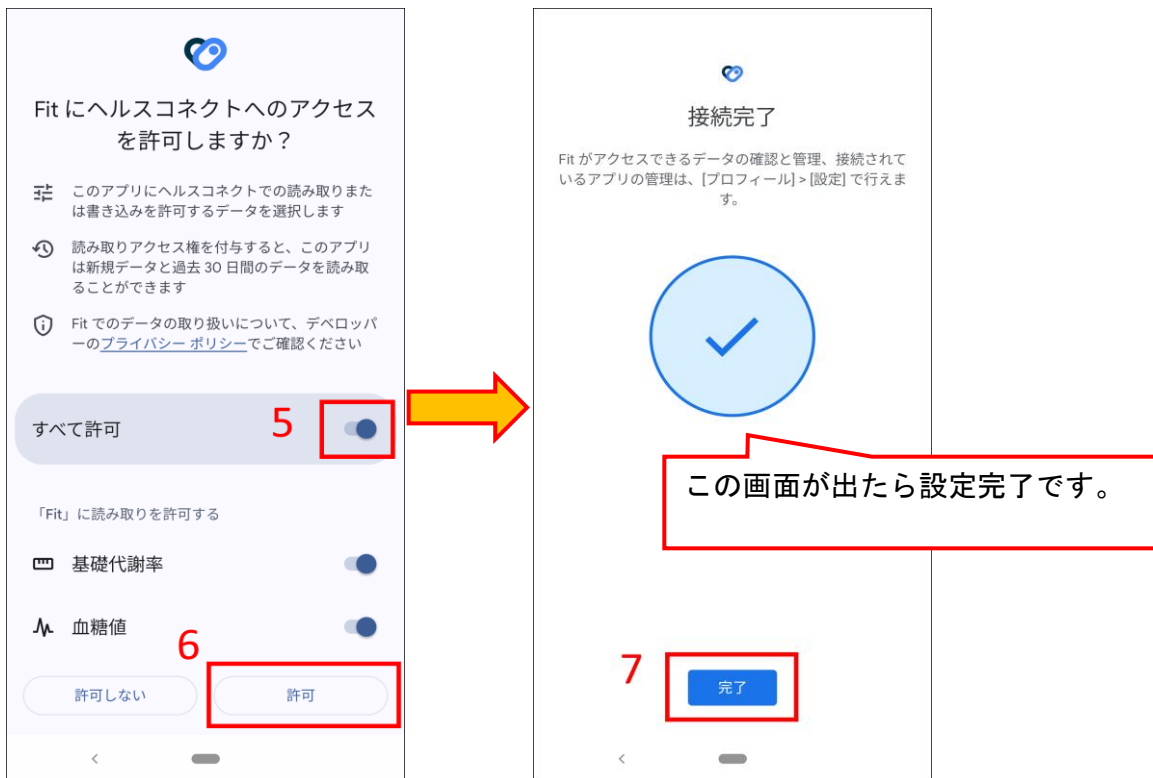 Fit にヘルスコネクトへのアクセス
を許可しますか？
このアプリにヘルスコネクトでの読み取りまた
は書き込みを許可するデータを選択します
読み取りアクセス権を付与すると、このアプリ
は新規データと過去 30 日間のデータを読み取
ることができます
Fit でのデータの取り扱いについて、デベロッパ
ーのプライバシー ポリシーでご確認ください
すべて許可
5
「Fit」に読み取りを許可する
基礎代謝率
血糖値
6
許可しない
許可
接続完了
Fit がアクセスできるデータの確認と管理、接続されて
いるアプリの管理は、[プロフィール] > [設定] で行えま
す。
この画面が出たら設定完了です。
7
完了